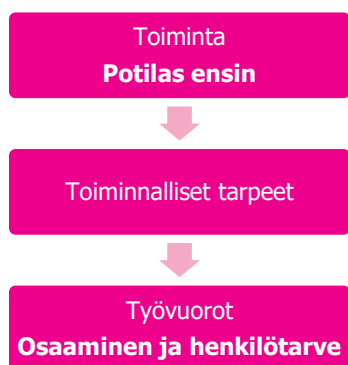 Toiminta
Potilas ensin
Toiminnalliset tarpeet
Työvuorot
Osaaminen ja henkilötarve